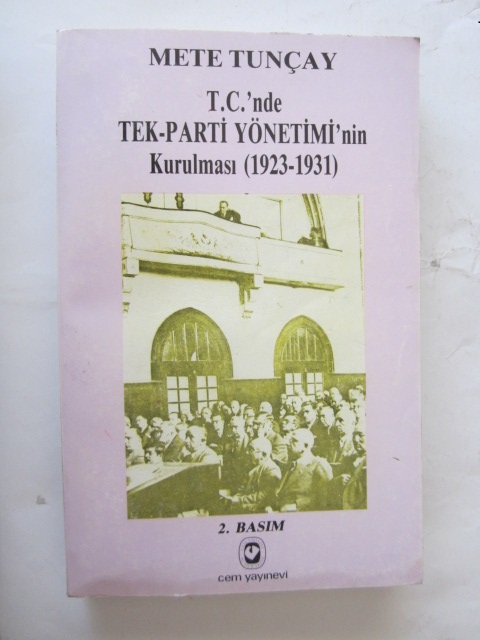 METE TUNÇAY
T.C.'nde
TEK-PARTİ YÖNETİMİ'nin
Kurulması (1923-1931)
2. BASIM
cem yayınevi